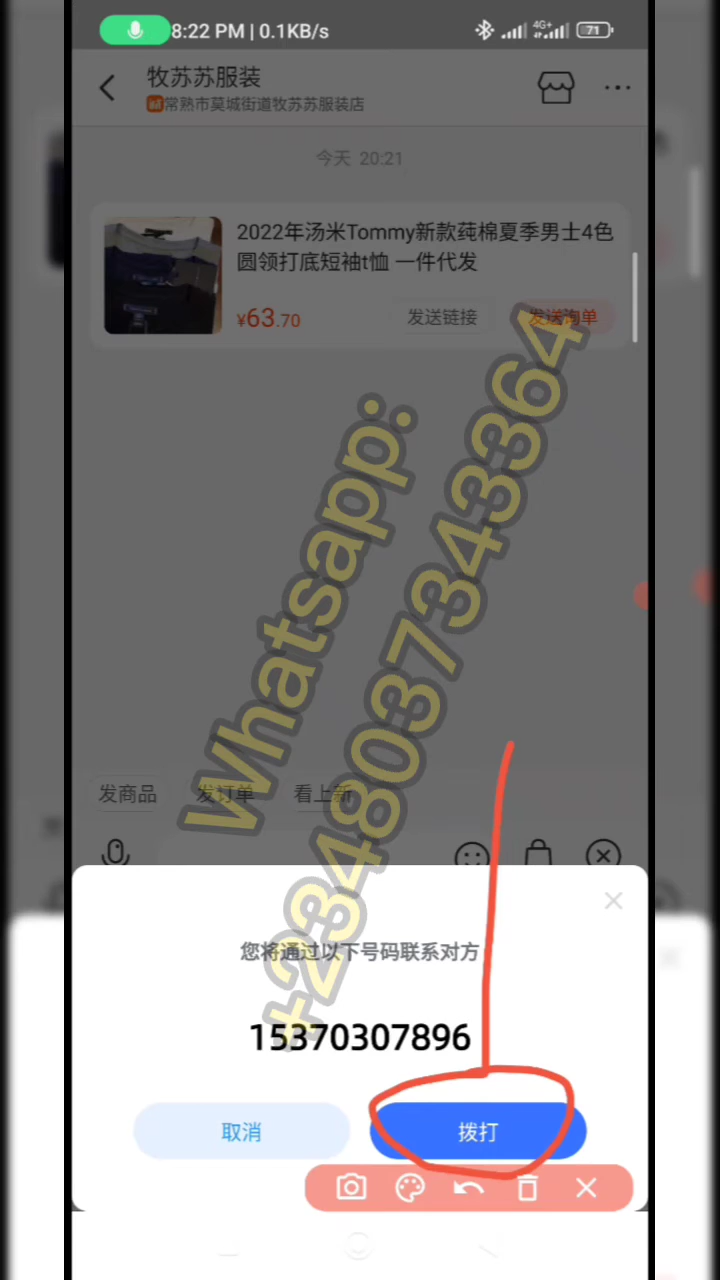 8:22 PM | 0.1KB/s
4G+
71
牧苏苏服装
常熟市莫城街道牧苏苏服装店
今天 20:21
2022年汤米Tommy新款莼棉夏季男士4色
圆领打底短袖t恤 一件代发
¥63.70
发送链接
发送询单
Whatsapp:
+2348037343364
发商品
发订单
看上新
您将通过以下号码联系对方
15370307896
取消
拨打